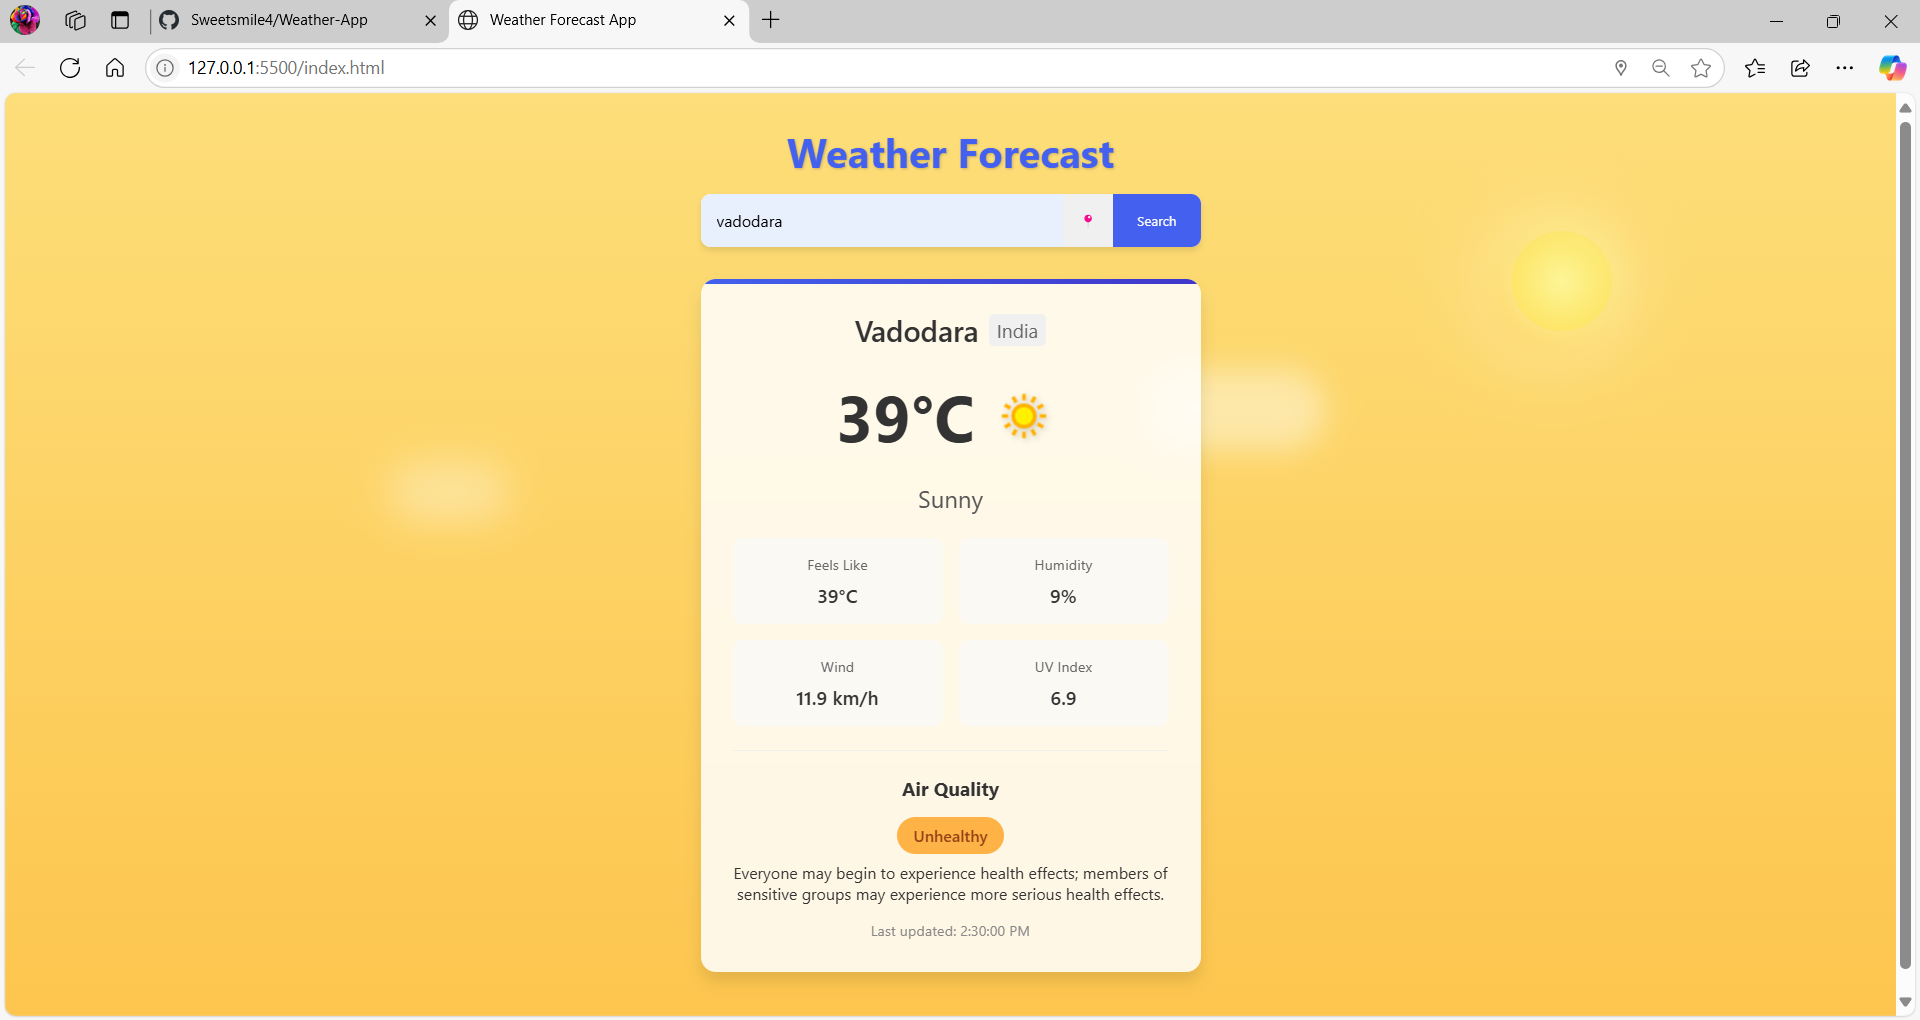 Sweetsmile4/Weather-App
Weather Forecast App
127.0.0.1:5500/index.html
Weather Forecast
vadodara
Search
Vadodara India
39°C
Sunny
Feels Like
39°C
Humidity
9%
Wind
11.9 km/h
UV Index
6.9
Air Quality
Unhealthy
Everyone may begin to experience health effects; members of
sensitive groups may experience more serious health effects.
Last updated: 2:30:00 PM